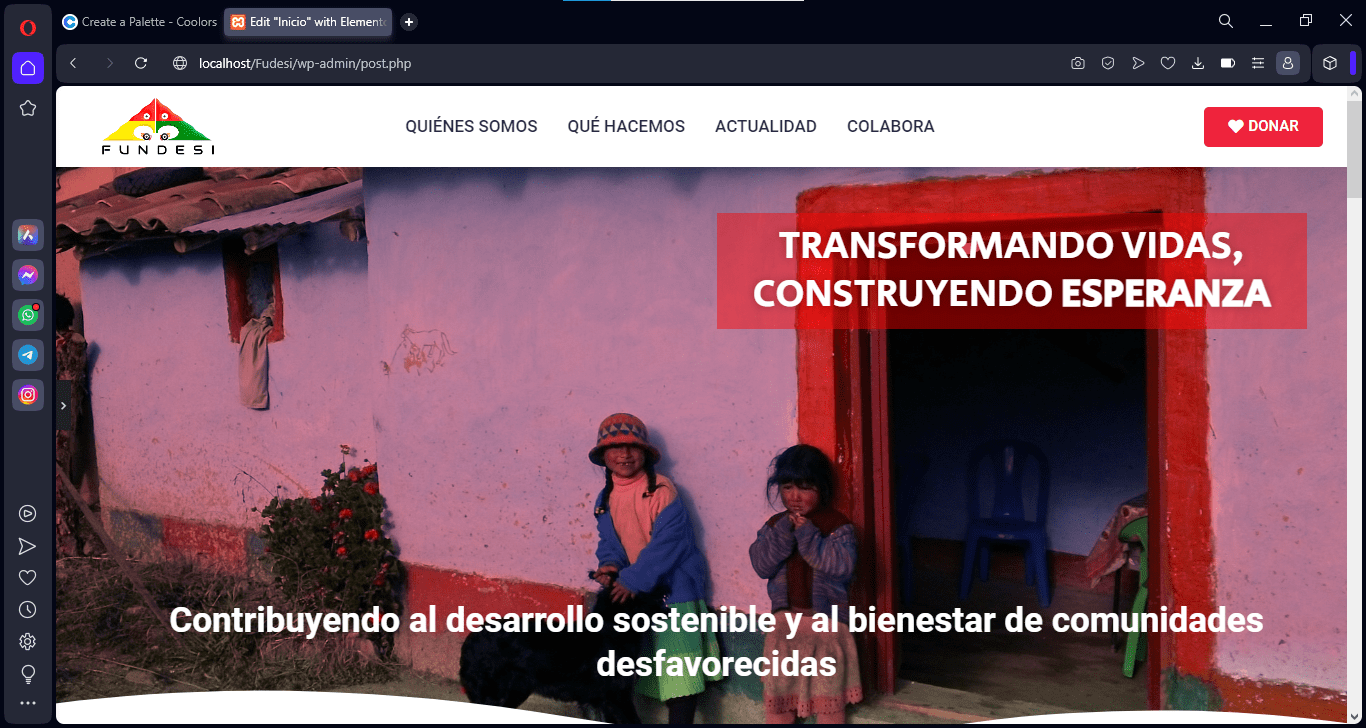 Create a Palette - Coolors
Edit "Inicio" with Elemento
localhost/Fudesi/wp-admin/post.php
FUNDESI
QUIÉNES SOMOS
QUÉ HACEMOS
ACTUALIDAD
COLABORA
DONAR
TRANSFORMANDO VIDAS,
CONSTRUYENDO ESPERANZA
Contribuyendo al desarrollo sostenible y al bienestar de comunidades
desfavorecidas